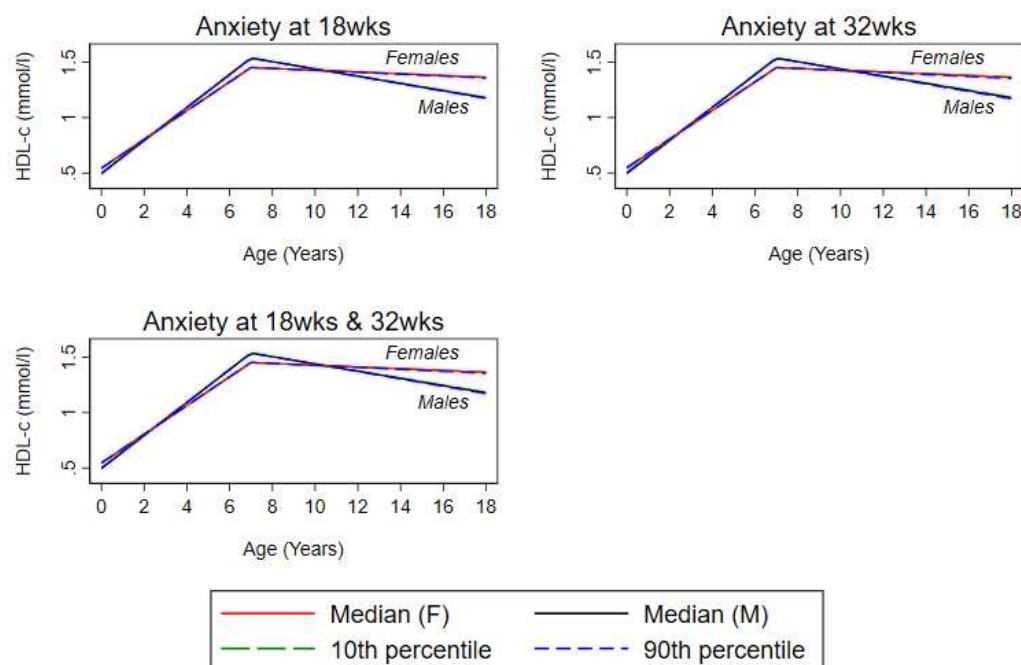 Anxiety at 18wks
HDL-c (mmol/l)
1.5
1
.5
Females
Males
0 2 4 6 8 10 12 14 16 18
Age (Years)
Anxiety at 32wks
HDL-c (mmol/l)
1.5
1
.5
Females
Males
0 2 4 6 8 10 12 14 16 18
Age (Years)
Anxiety at 18wks & 32wks
HDL-c (mmol/l)
1.5
1
.5
Females
Males
0 2 4 6 8 10 12 14 16 18
Age (Years)
Median (F) Median (M)
10th percentile 90th percentile